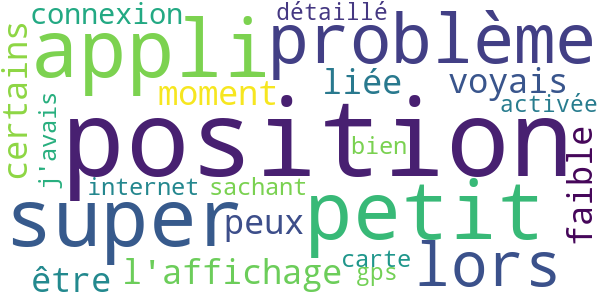 connexion
détaillé
appli
problème
certains
moment
liée
voyais
activée
j'avais
position
bien
faible
internet
sachant
super
peux
petit
lors
être
l'affichage
carte
gps